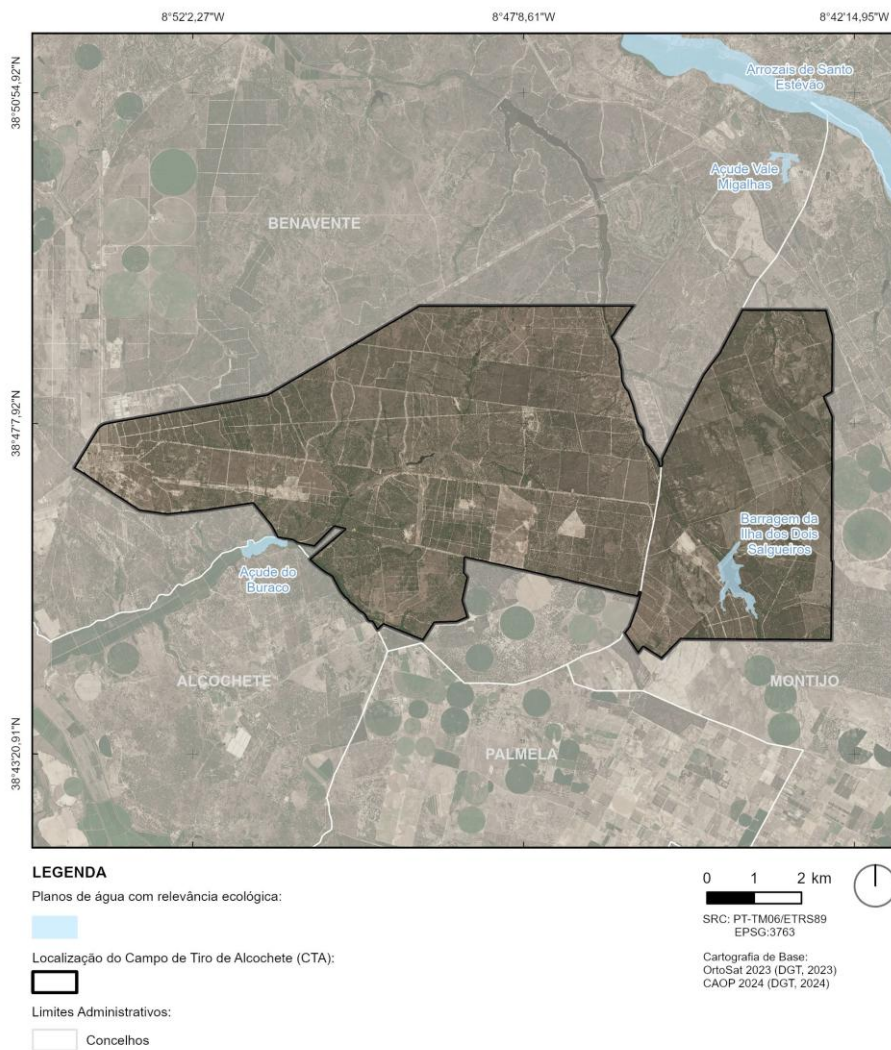 8°52'2,27"W
8°47'8,61"W
8°42'14,95"W
38°50'54,92"N
Arrozais de Santo
Estêvão
Açude Vale
Migalhas
BENAVENTE
38°47'7,92"N
Barragem da
Ilha dos Dois
Salgueiros
Açude do
Buraco
ALCOCHETE
MONTIJO
38°43'20,91"N
PALMELA
LEGENDA
Planos de água com relevância ecológica:
Localização do Campo de Tiro de Alcochete (CTA):
Limites Administrativos:
Concelhos
0 1 2 km
SRC: PT-TM06/ETRS89
EPSG:3763
Cartografia de Base:
OrtoSat 2023 (DGT, 2023)
CAOP 2024 (DGT, 2024)